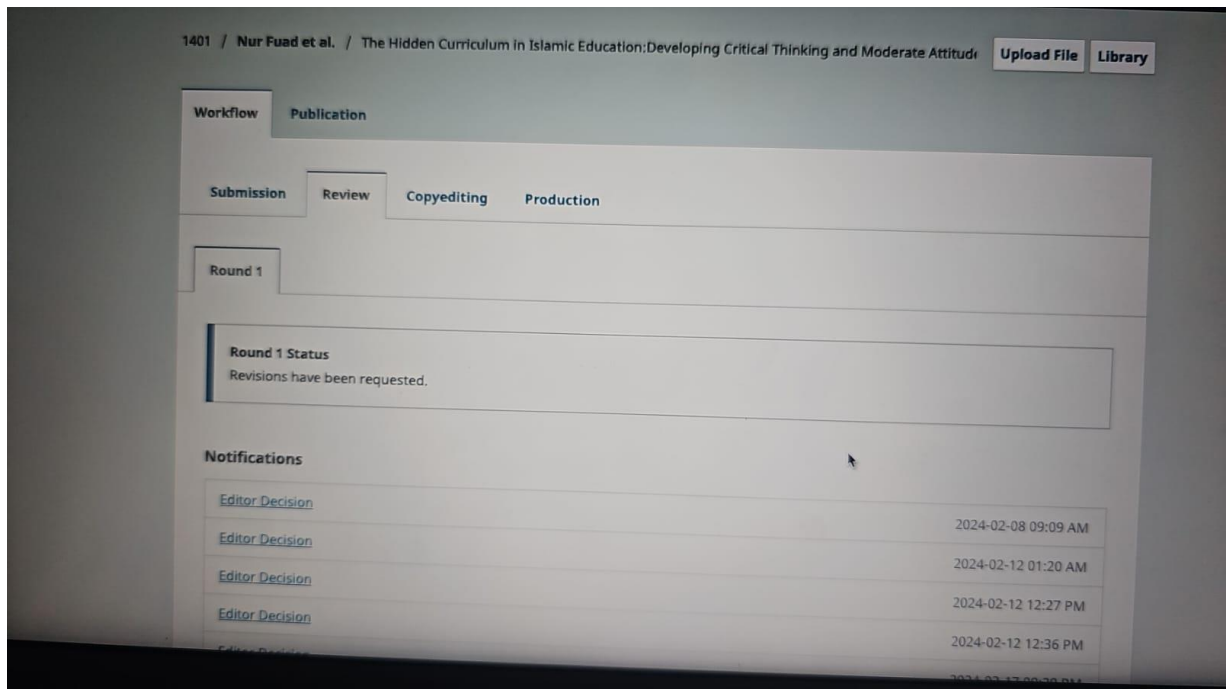 1401 / Nur Fuad et al. / The Hidden Curriculum in Islamic Education:Developing Critical Thinking and Moderate Attitud
Upload File Library
Workflow Publication
Submission Review Copyediting Production
Round 1
Round 1 Status
Revisions have been requested.
Notifications
Editor Decision 2024-02-08 09:09 AM
Editor Decision 2024-02-12 01:20 AM
Editor Decision 2024-02-12 12:27 PM
Editor Decision 2024-02-12 12:36 PM
Editor Decision